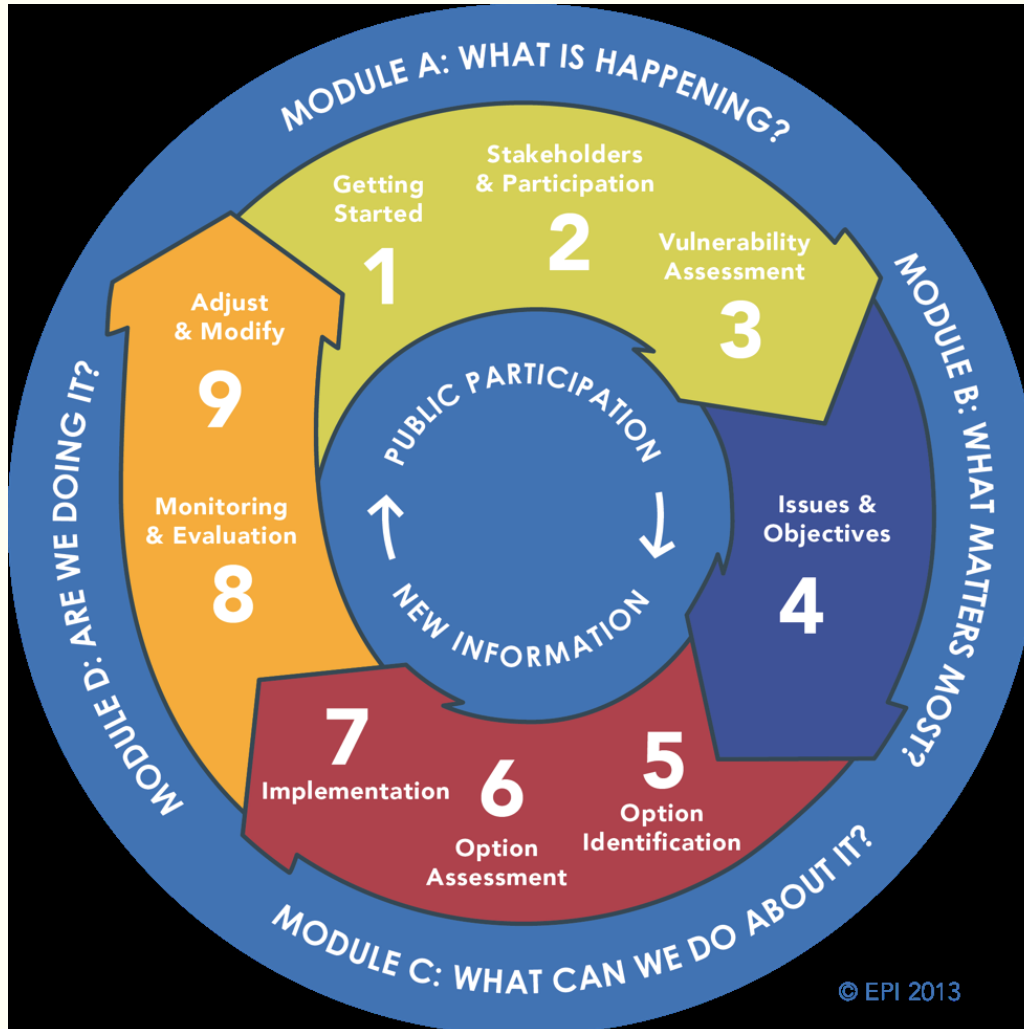 MODULE A: WHAT IS HAPPENING?
Getting
Started
1
Stakeholders
& Participation
2
Vulnerability
Assessment
3
MODULE B: WHAT MATTERS MOST?
Issues &
Objectives
4
MODULE C: WHAT CAN WE DO ABOUT IT?
5
Option
Identification
6
Option
Assessment
7
Implementation
MODULE D: ARE WE DOING IT?
Monitoring
& Evaluation
8
Adjust
& Modify
9
PUBLIC PARTICIPATION
NEW INFORMATION
© EPI 2013